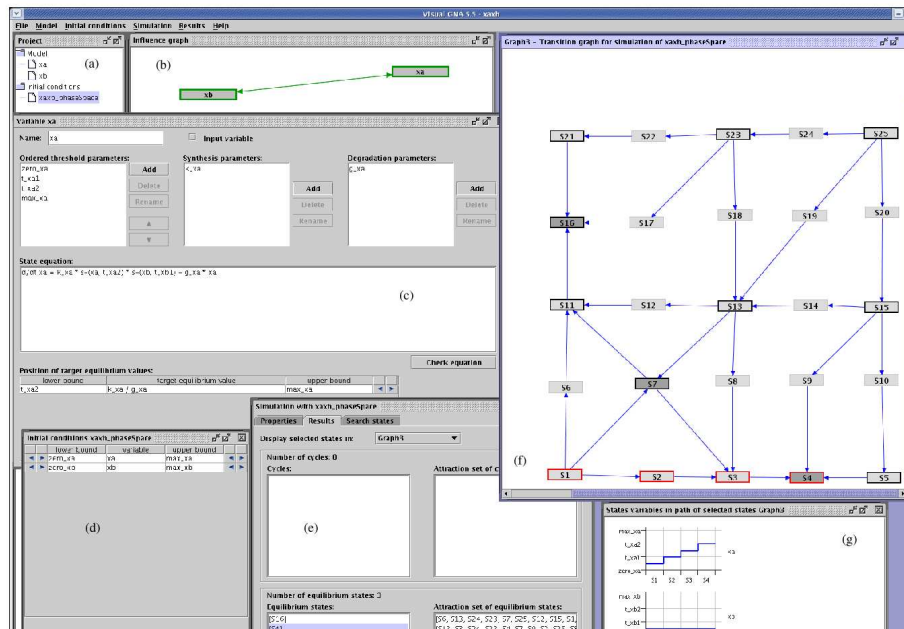 Visual GNA 5.5 - xaxb
File Model Initial conditions Simulation Results Help
Project
Model
xa
xb
Initial conditions
xaxb_phaseSpace
(a)
Influence graph
(b)
xa
xb
Variable xa
Name: xa
Input variable
Ordered threshold parameters:
zero_xa
t_xa1
t_xa2
max_xa
Add
Delete
Rename
Synthesis parameters:
k_xa
Add
Delete
Rename
Degradation parameters:
g_xa
Add
Delete
Rename
State equation:
d/dt xa = k_xa * s-(xa, t_xa2) * s-(xb, t_xb1) - g_xa * xa
(c)
Check equation
Position of target equilibrium values:
lower bound target equilibrium value upper bound
t_xa2 k_xa / g_xa max_xa
Initial conditions xaxb_phaseSpace
lower bound variable upper bound
zero_xa xa max_xa
zero_xb xb max_xb
(d)
Simulation with xaxb_phaseSpace
Properties Results Search states
Display selected states in: Graph3
Number of cycles: 0
Cycles:
Attraction set of c
(e)
Number of equilibrium states: 3
Equilibrium states:
[S16]
Attraction set of equilibrium states:
[S6, S13, S24, S23, S7, S25, S12, S15, S1,
Graph3 - Transition graph for simulation of xaxb_phaseSpace
S21 S22 S23 S24 S25
S16 S17 S18 S19 S20
S11 S12 S13 S14 S15
S6 S7 S8 S9 S10
S1 S2 S3 S4 S5
(f)
States variables in path of selected states Graph3
(g)
max_xa
t_xa2
t_xa1
zero_xa
xa
S1 S2 S3 S4
max_xb
t_xb2
t_xb1
xb